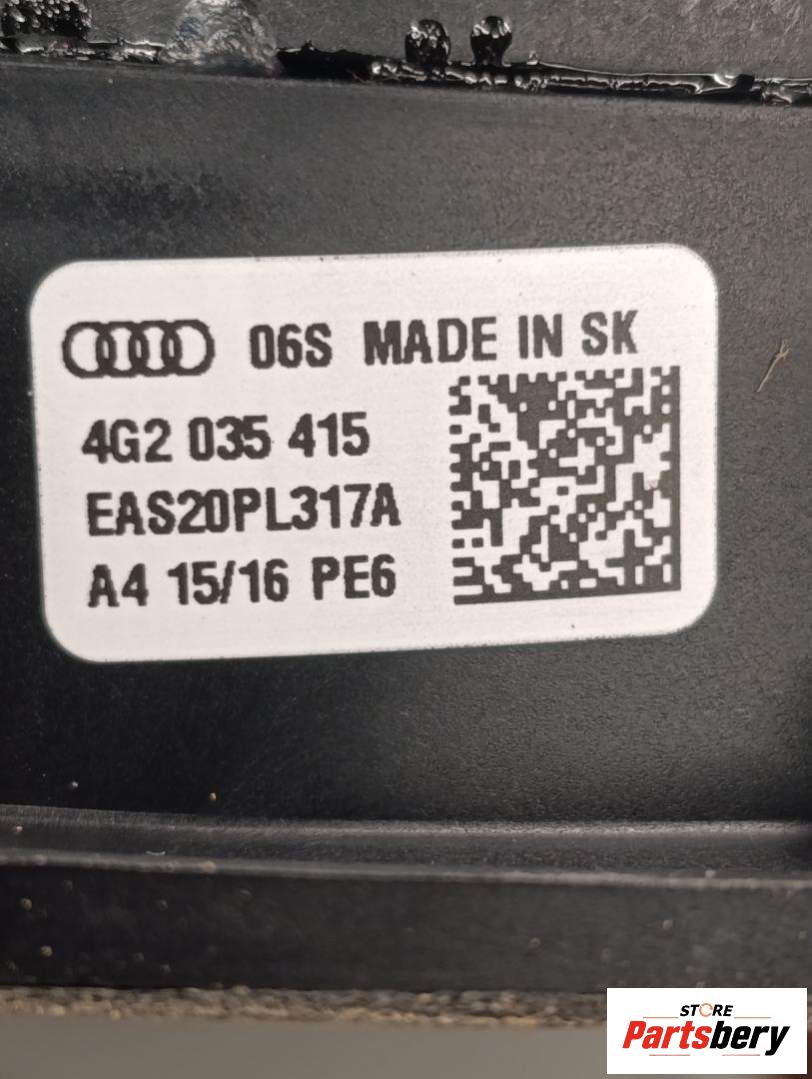 06S MADE IN SK
4G2 035 415
EAS20PL317A
A4 15/16 PE6
STORE
Partsbery